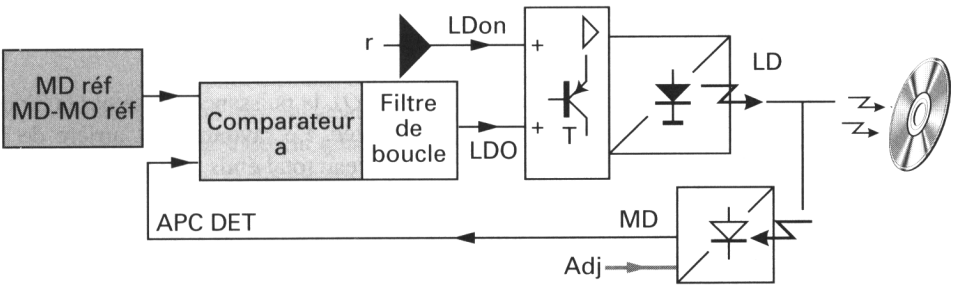 r
LDon
LD
MD réf
MD-MO réf
Comparateur
a
Filtre
de
boucle
LDO
+
+
T
APC DET
MD
Adj